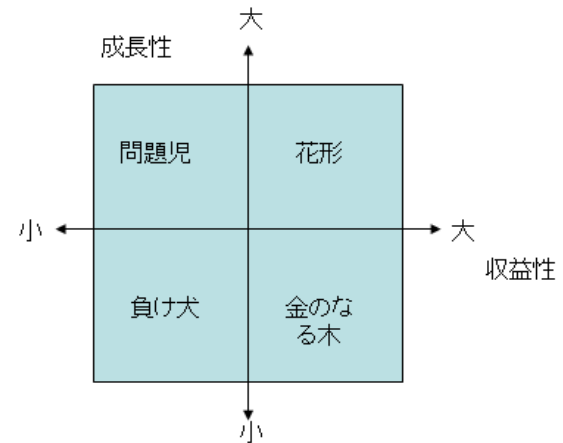 大
成長性
問題児
花形
小
大
収益性
負け犬
金のな
る木
小